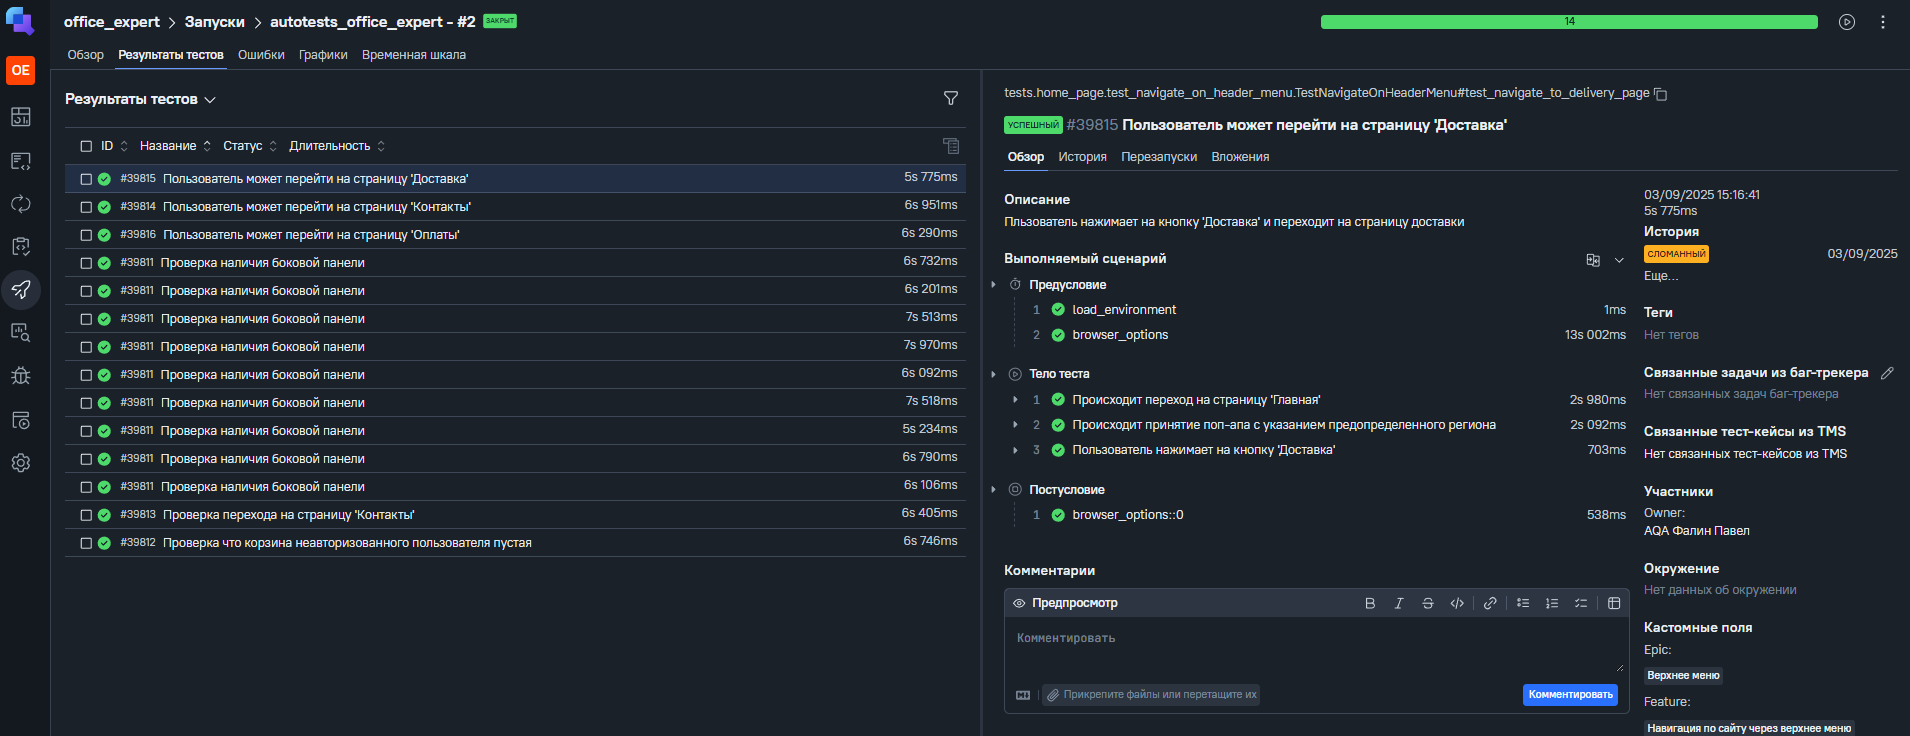 office_expert > Запуски > autotests_office_expert - #2 ЗАКРЫТ
14
Обзор Результаты тестов Ошибки Графики Временная шкала
OE
Результаты тестов
ID Название Статус Длительность
#39815 Пользователь может перейти на страницу 'Доставка' 5s 775ms
#39814 Пользователь может перейти на страницу 'Контакты' 6s 951ms
#39816 Пользователь может перейти на страницу 'Оплаты' 6s 290ms
#39811 Проверка наличия боковой панели 6s 732ms
#39811 Проверка наличия боковой панели 6s 201ms
#39811 Проверка наличия боковой панели 7s 513ms
#39811 Проверка наличия боковой панели 7s 970ms
#39811 Проверка наличия боковой панели 6s 092ms
#39811 Проверка наличия боковой панели 7s 518ms
#39811 Проверка наличия боковой панели 5s 234ms
#39811 Проверка наличия боковой панели 6s 790ms
#39811 Проверка наличия боковой панели 6s 106ms
#39813 Проверка перехода на страницу 'Контакты' 6s 405ms
#39812 Проверка что корзина неавторизованного пользователя пустая 6s 746ms
tests.home_page.test_navigate_on_header_menu.TestNavigateOnHeaderMenu#test_navigate_to_delivery_page
УСПЕШНЫЙ #39815 Пользователь может перейти на страницу 'Доставка'
Обзор История Перезапуски Вложения
Описание
Плъзователь нажимает на кнопку 'Доставка' и переходит на страницу доставки
Выполняемый сценарий
Предусловие
1 load_environment 1ms
2 browser_options 13s 002ms
Тело теста
1 Происходит переход на страницу 'Главная' 2s 980ms
2 Происходит принятие поп-апа с указанием предопределенного региона 2s 092ms
3 Пользователь нажимает на кнопку 'Доставка' 703ms
Постусловие
1 browser_options::0 538ms
Комментарии
Предпросмотр
Комментировать
Прикрепите файлы или перетащите их
Комментировать
03/09/2025 15:16:41
5s 775ms
История
СЛОМАННЫЙ 03/09/2025
Еще...
Теги
Нет тегов
Связанные задачи из баг-трекера
Нет связанных задач баг-трекера
Связанные тест-кейсы из TMS
Нет связанных тест-кейсов из TMS
Участники
Owner:
AQA Фалин Павел
Окружение
Нет данных об окружении
Кастомные поля
Epic:
Верхнее меню
Feature:
Навигация по сайту через верхнее меню